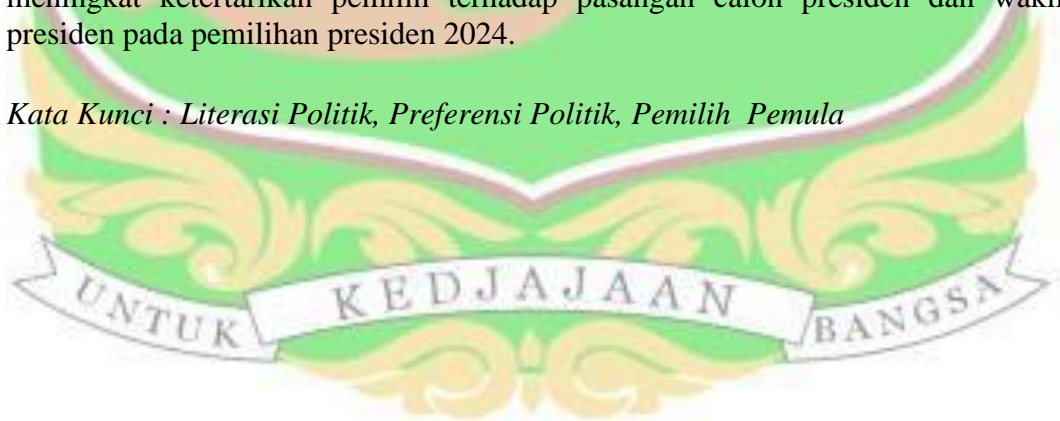 meningkat ketertarikan pemilih terhadap pasangan calon presiden dan wakil
presiden pada pemilihan presiden 2024.
Kata Kunci : Literasi Politik, Preferensi Politik, Pemilih Pemula
UNTUK KEDJAJAAN BANGSA